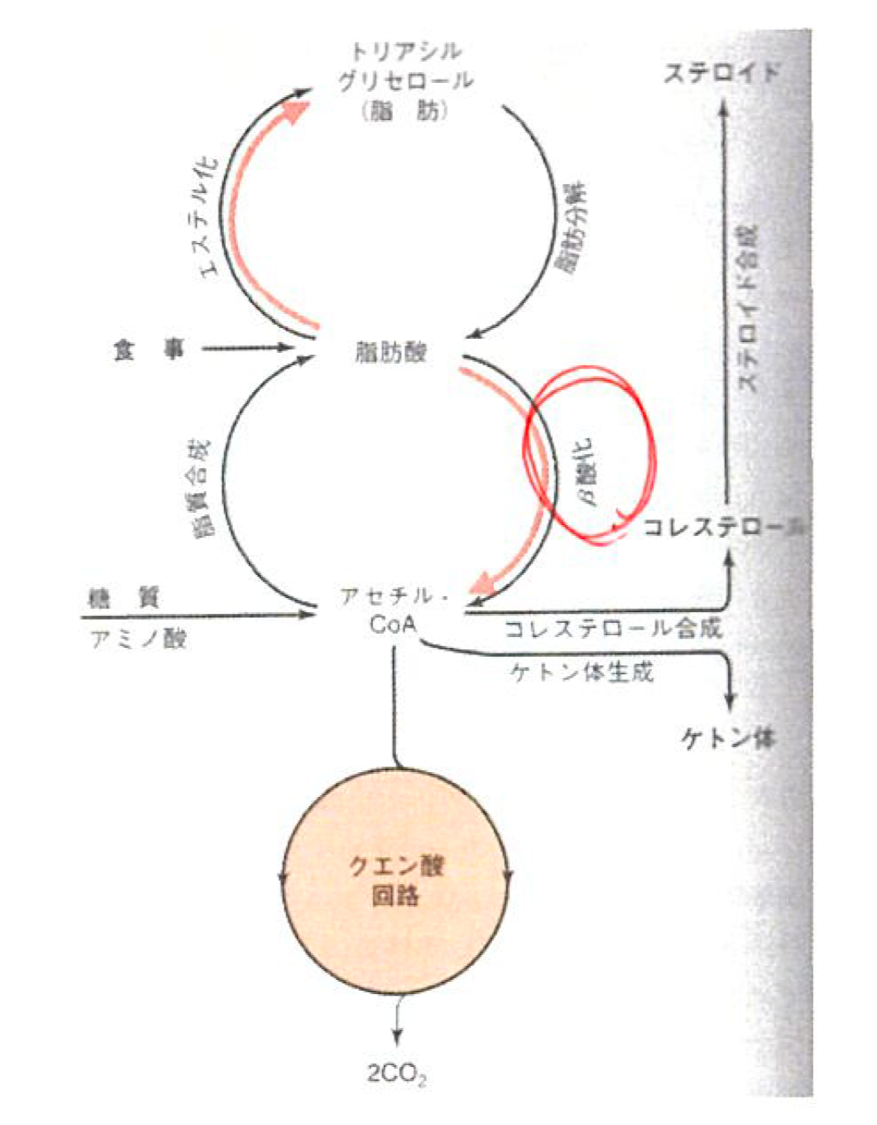 トリアシル
グリセロール
(脂 肪)
ステロイド
エステル化
脂肪分解
ステロイド合成
食 事
脂肪酸
脂質合成
β酸化
コレステロール
糖 質
アミノ酸
アセチル・
CoA
コレステロール合成
ケトン体生成
ケトン体
クエン酸
回路
2CO₂